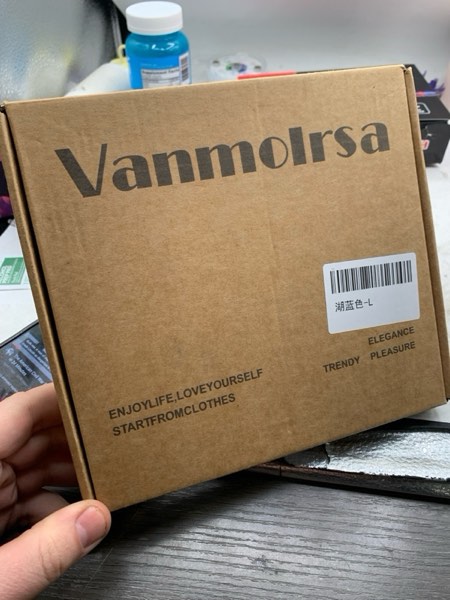 Vanmolrsa
湖蓝色-L
ELEGANCE
TRENDY PLEASURE
ENJOYLIFE,LOVEYOURSELF
STARTFROMCLOTHES